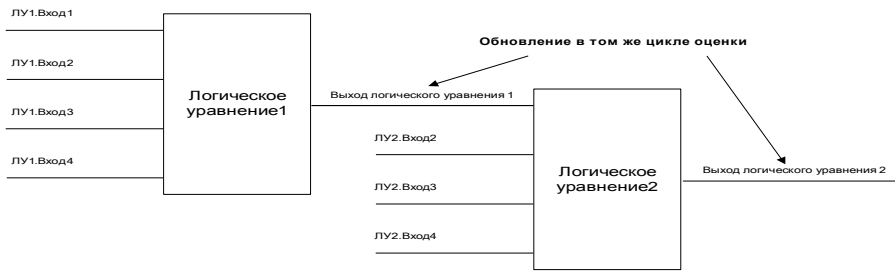 ЛУ1.Вход1
Обновление в том же цикле оценки
ЛУ1.Вход2
Логическое
уравнение1
Выход логического уравнения 1
ЛУ1.Вход3
ЛУ2.Вход2
ЛУ1.Вход4
Логическое
уравнение2
Выход логического уравнения 2
ЛУ2.Вход3
ЛУ2.Вход4